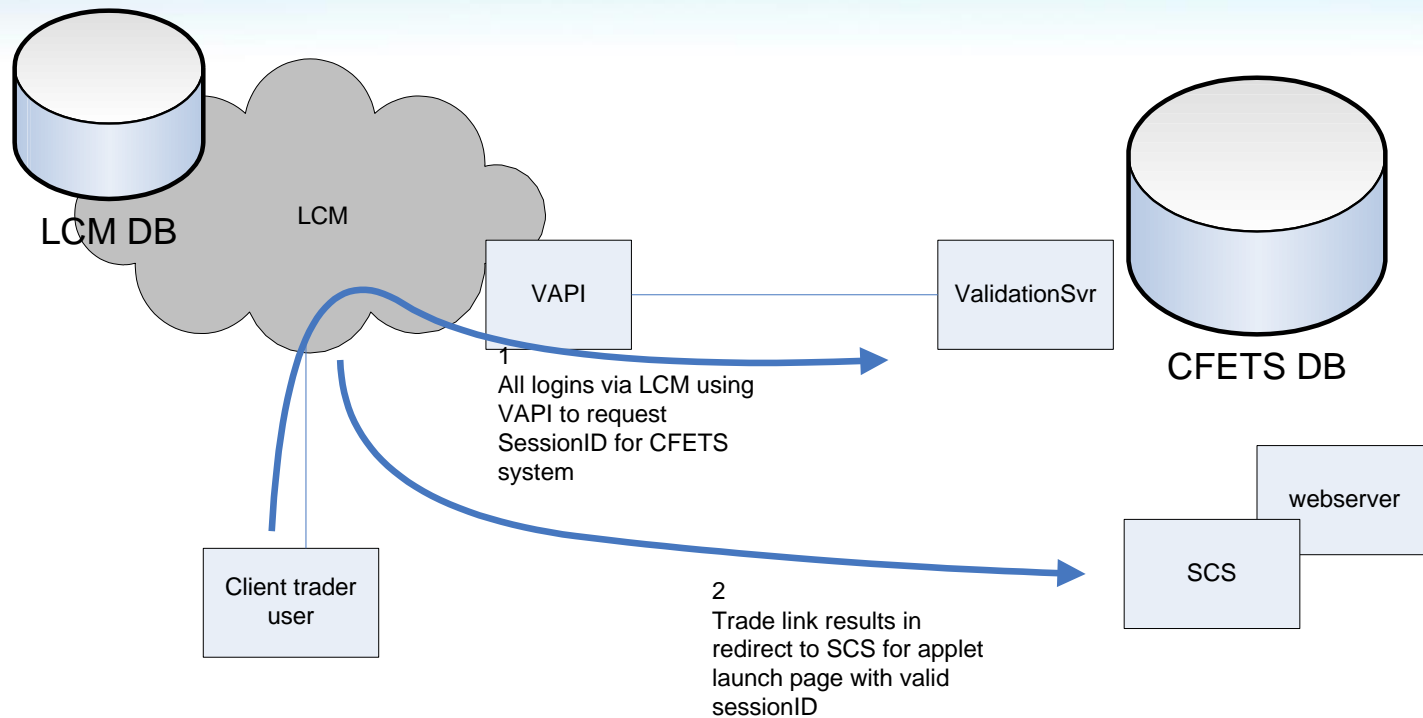 LCM DB
LCM
VAPI
ValidationSvr
CFETS DB
1
All logins via LCM using
VAPI to request
SessionID for CFETS
system
webserver
SCS
Client trader
user
2
Trade link results in
redirect to SCS for applet
launch page with valid
sessionID